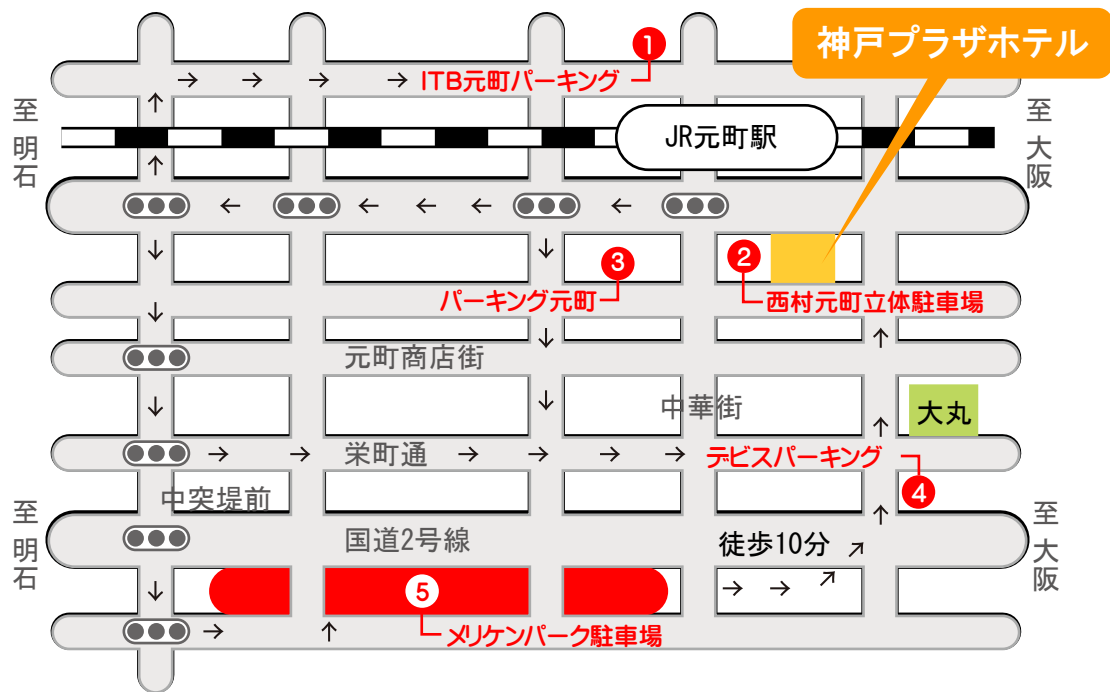 神戸プラザホテル
1
ITB元町パーキング
至 明石
JR元町駅
至 大阪
2
3
パーキング元町
西村元町立体駐車場
元町商店街
中華街
大丸
栄町通
デビスパーキング
4
中突堤前
至 明石
国道2号線
徒歩10分
至 大阪
5
メリケンパーク駐車場